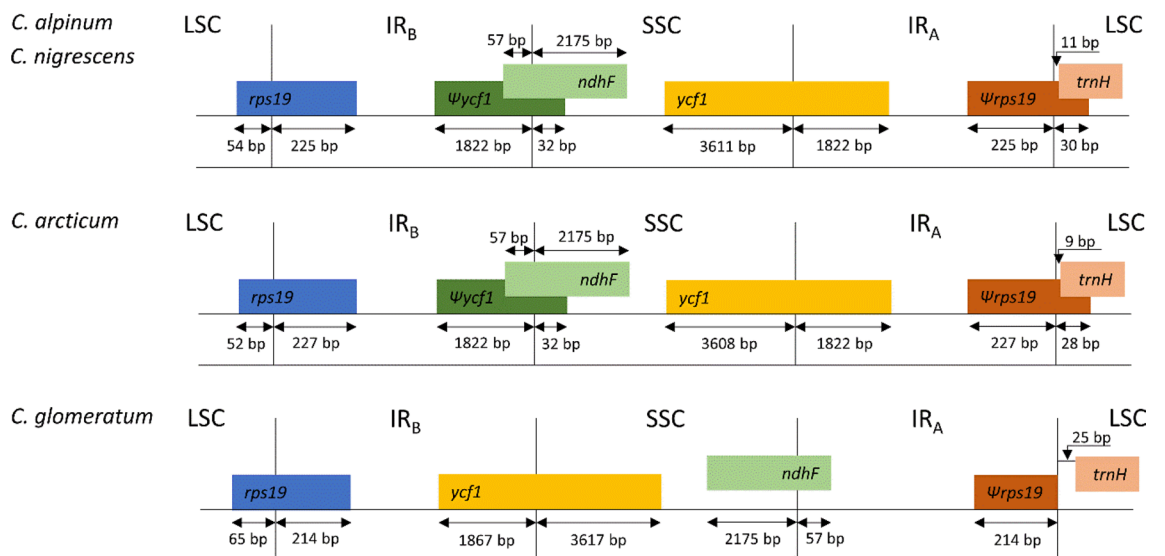 C. alpinum
C. nigrescens
LSC IRB SSC IRA LSC
57 bp 2175 bp 11 bp
rps19 Ψycf1 ndhF ycf1 Ψrps19 trnH
54 bp 225 bp 1822 bp 32 bp 3611 bp 1822 bp 225 bp 30 bp
C. arcticum LSC IRB SSC IRA LSC
57 bp 2175 bp 9 bp
rps19 Ψycf1 ndhF ycf1 Ψrps19 trnH
52 bp 227 bp 1822 bp 32 bp 3608 bp 1822 bp 227 bp 28 bp
C. glomeratum LSC IRB SSC IRA LSC
25 bp
rps19 ycf1 ndhF Ψrps19 trnH
65 bp 214 bp 1867 bp 3617 bp 2175 bp 57 bp 214 bp